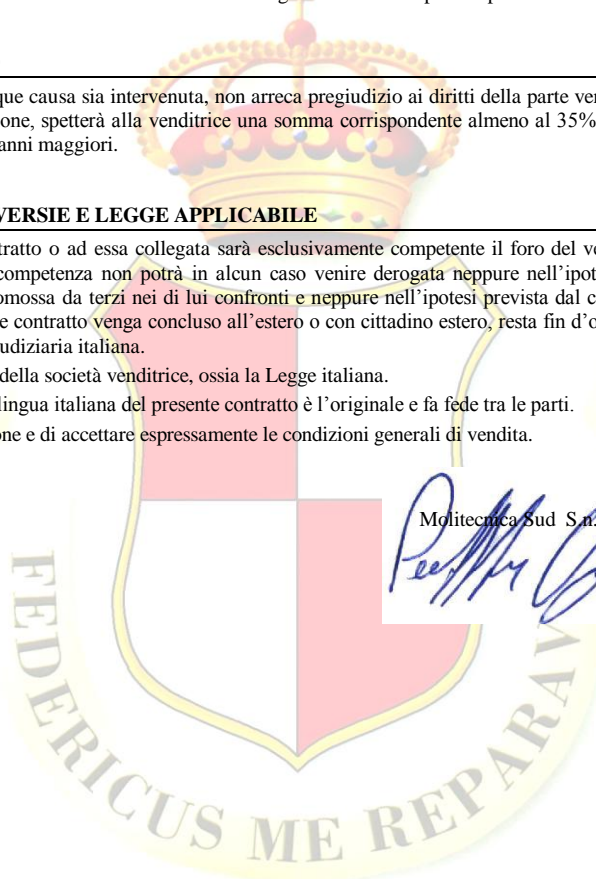 que causa sia intervenuta, non arreca pregiudizio ai diritti della parte ve
one, spetterà alla venditrice una somma corrispondente almeno al 35%
anni maggiori.
VERSIE E LEGGE APPLICABILE
tratto o ad essa collegata sarà esclusivamente competente il foro del v
competenza non potrà in alcun caso venire derogata neppure nell’ipot
omossa da terzi nei di lui confronti e neppure nell’ipotesi prevista dal c
e contratto venga concluso all’estero o con cittadino estero, resta fin d’o
udiziaria italiana.
della società venditrice, ossia la Legge italiana.
lingua italiana del presente contratto è l’originale e fa fede tra le parti.
one e di accettare espressamente le condizioni generali di vendita.
Molitecnica Sud S.n.
FEDERICUS ME REPARAV